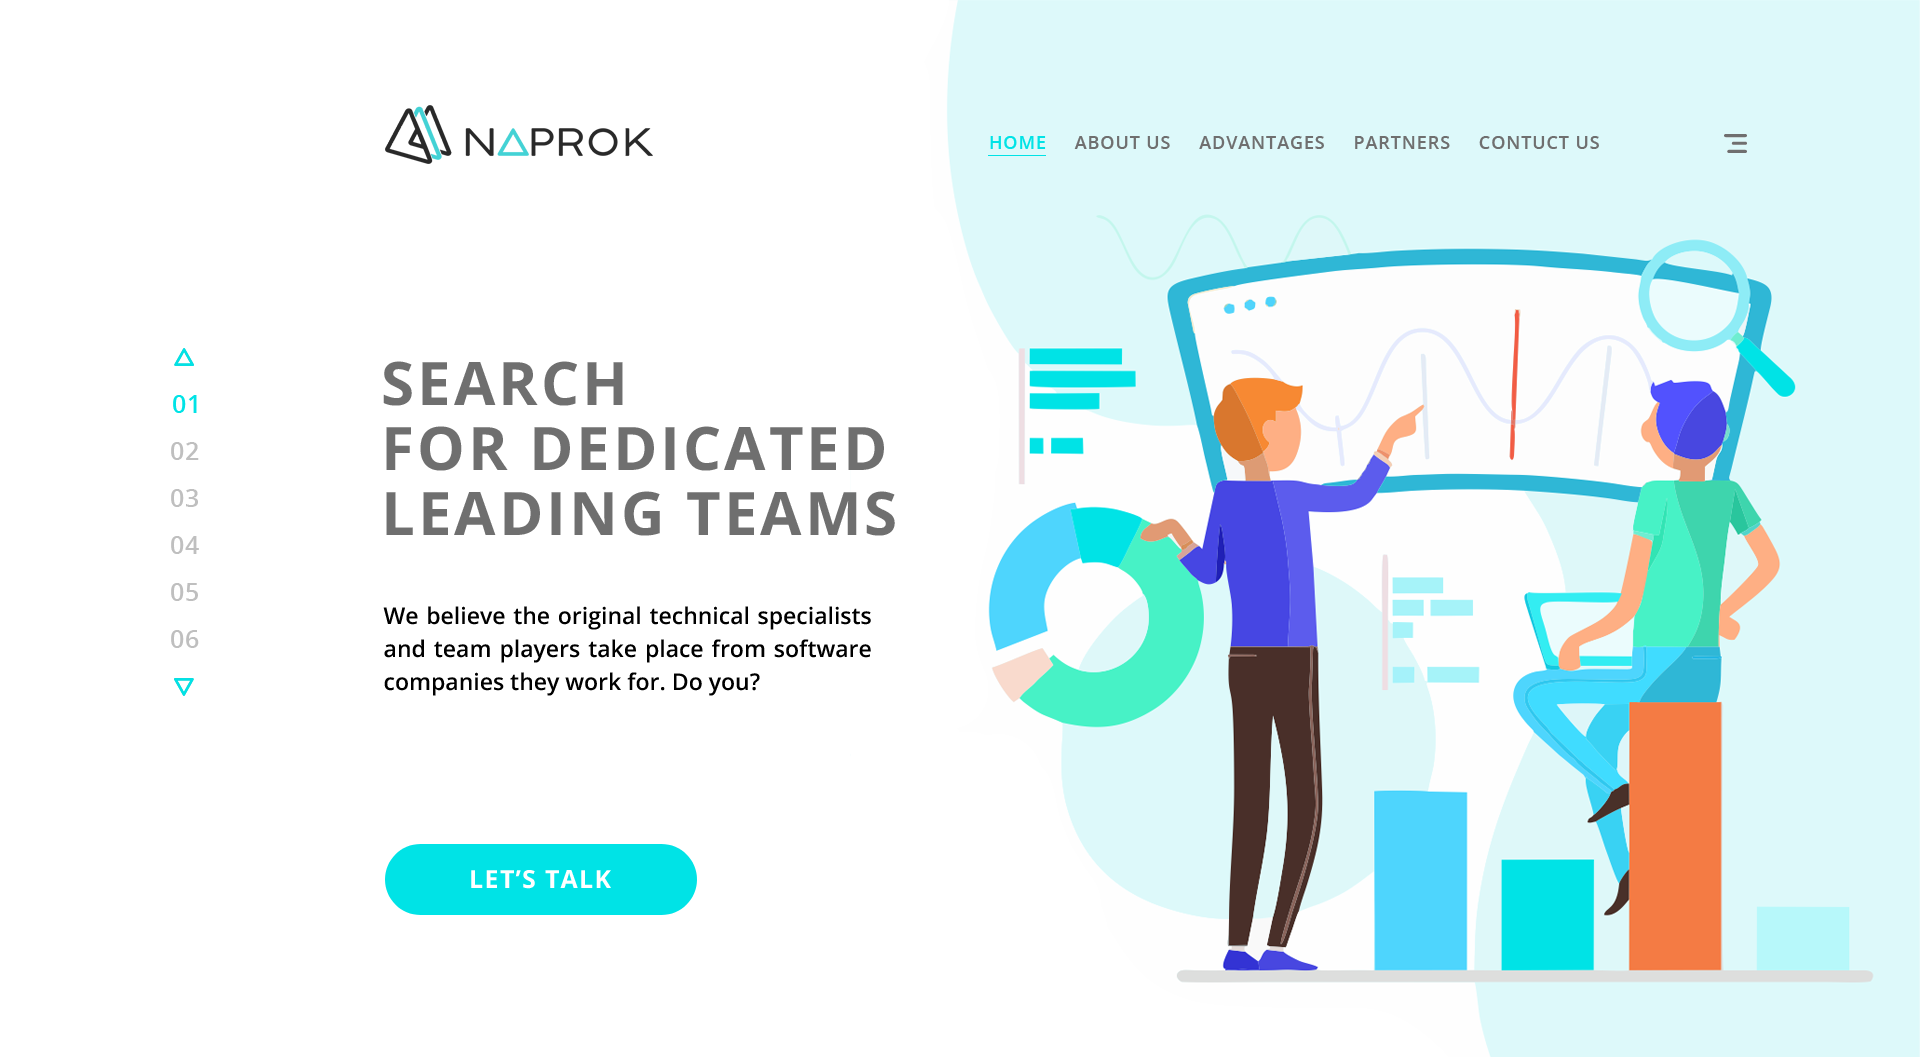 NAPROK
HOME ABOUT US ADVANTAGES PARTNERS CONTUCT US
SEARCH
FOR DEDICATED
LEADING TEAMS
01
02
03
04
05
06
We believe the original technical specialists
and team players take place from software
companies they work for. Do you?
LET’S TALK